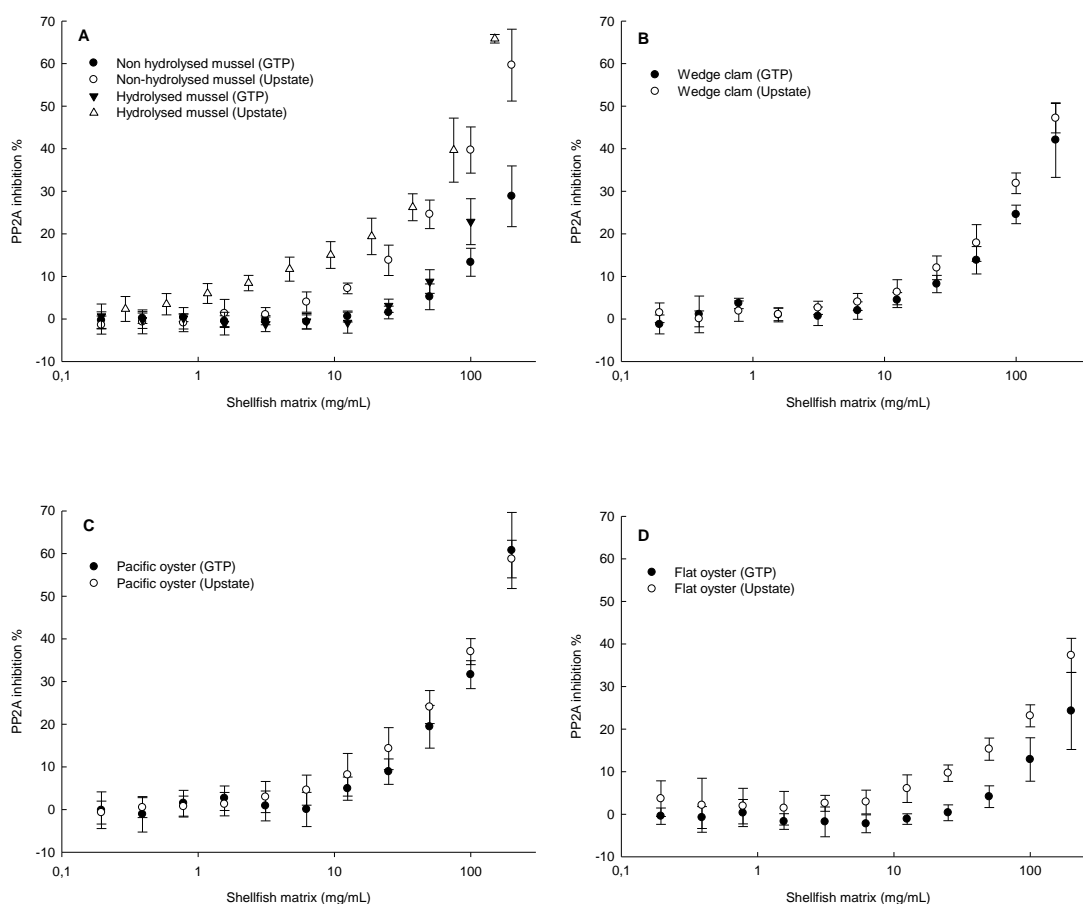 A
Non hydrolysed mussel (GTP)
Non-hydrolysed mussel (Upstate)
Hydrolysed mussel (GTP)
Hydrolysed mussel (Upstate)
PP2A inhibition %
70
60
50
40
30
20
10
0
-10
0,1
1
10
100
Shellfish matrix (mg/mL)
B
Wedge clam (GTP)
Wedge clam (Upstate)
PP2A inhibition %
70
60
50
40
30
20
10
0
-10
0,1
1
10
100
Shellfish matrix (mg/mL)
C
Pacific oyster (GTP)
Pacific oyster (Upstate)
PP2A inhibition %
70
60
50
40
30
20
10
0
-10
0,1
1
10
100
Shellfish matrix (mg/mL)
D
Flat oyster (GTP)
Flat oyster (Upstate)
PP2A inhibition %
70
60
50
40
30
20
10
0
-10
0,1
1
10
100
Shellfish matrix (mg/mL)